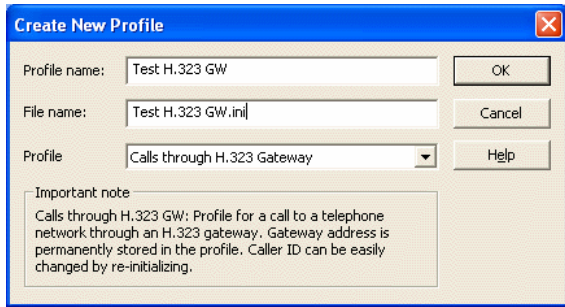 Create New Profile
Profile name: Test H.323 GW OK
File name: Test H.323 GW.ini Cancel
Profile Calls through H.323 Gateway Help
Important note
Calls through H.323 GW: Profile for a call to a telephone
network through an H.323 gateway. Gateway address is
permanently stored in the profile. Caller ID can be easily
changed by re-initializing.